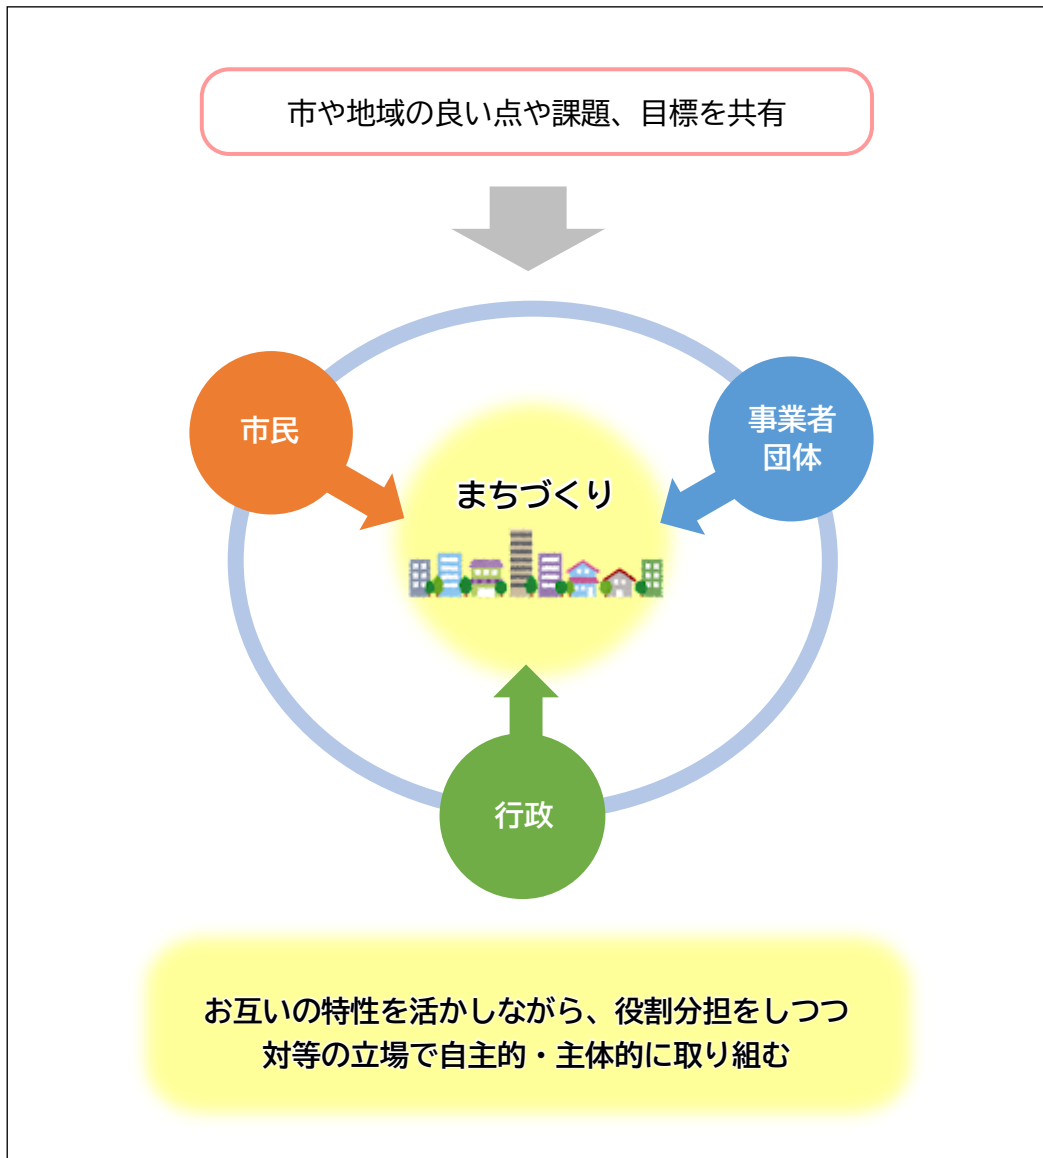 市や地域の良い点や課題、目標を共有
市民
事業者
団体
まちづくり
行政
お互いの特性を活かしながら、役割分担をしつつ
対等の立場で自主的・主体的に取り組む